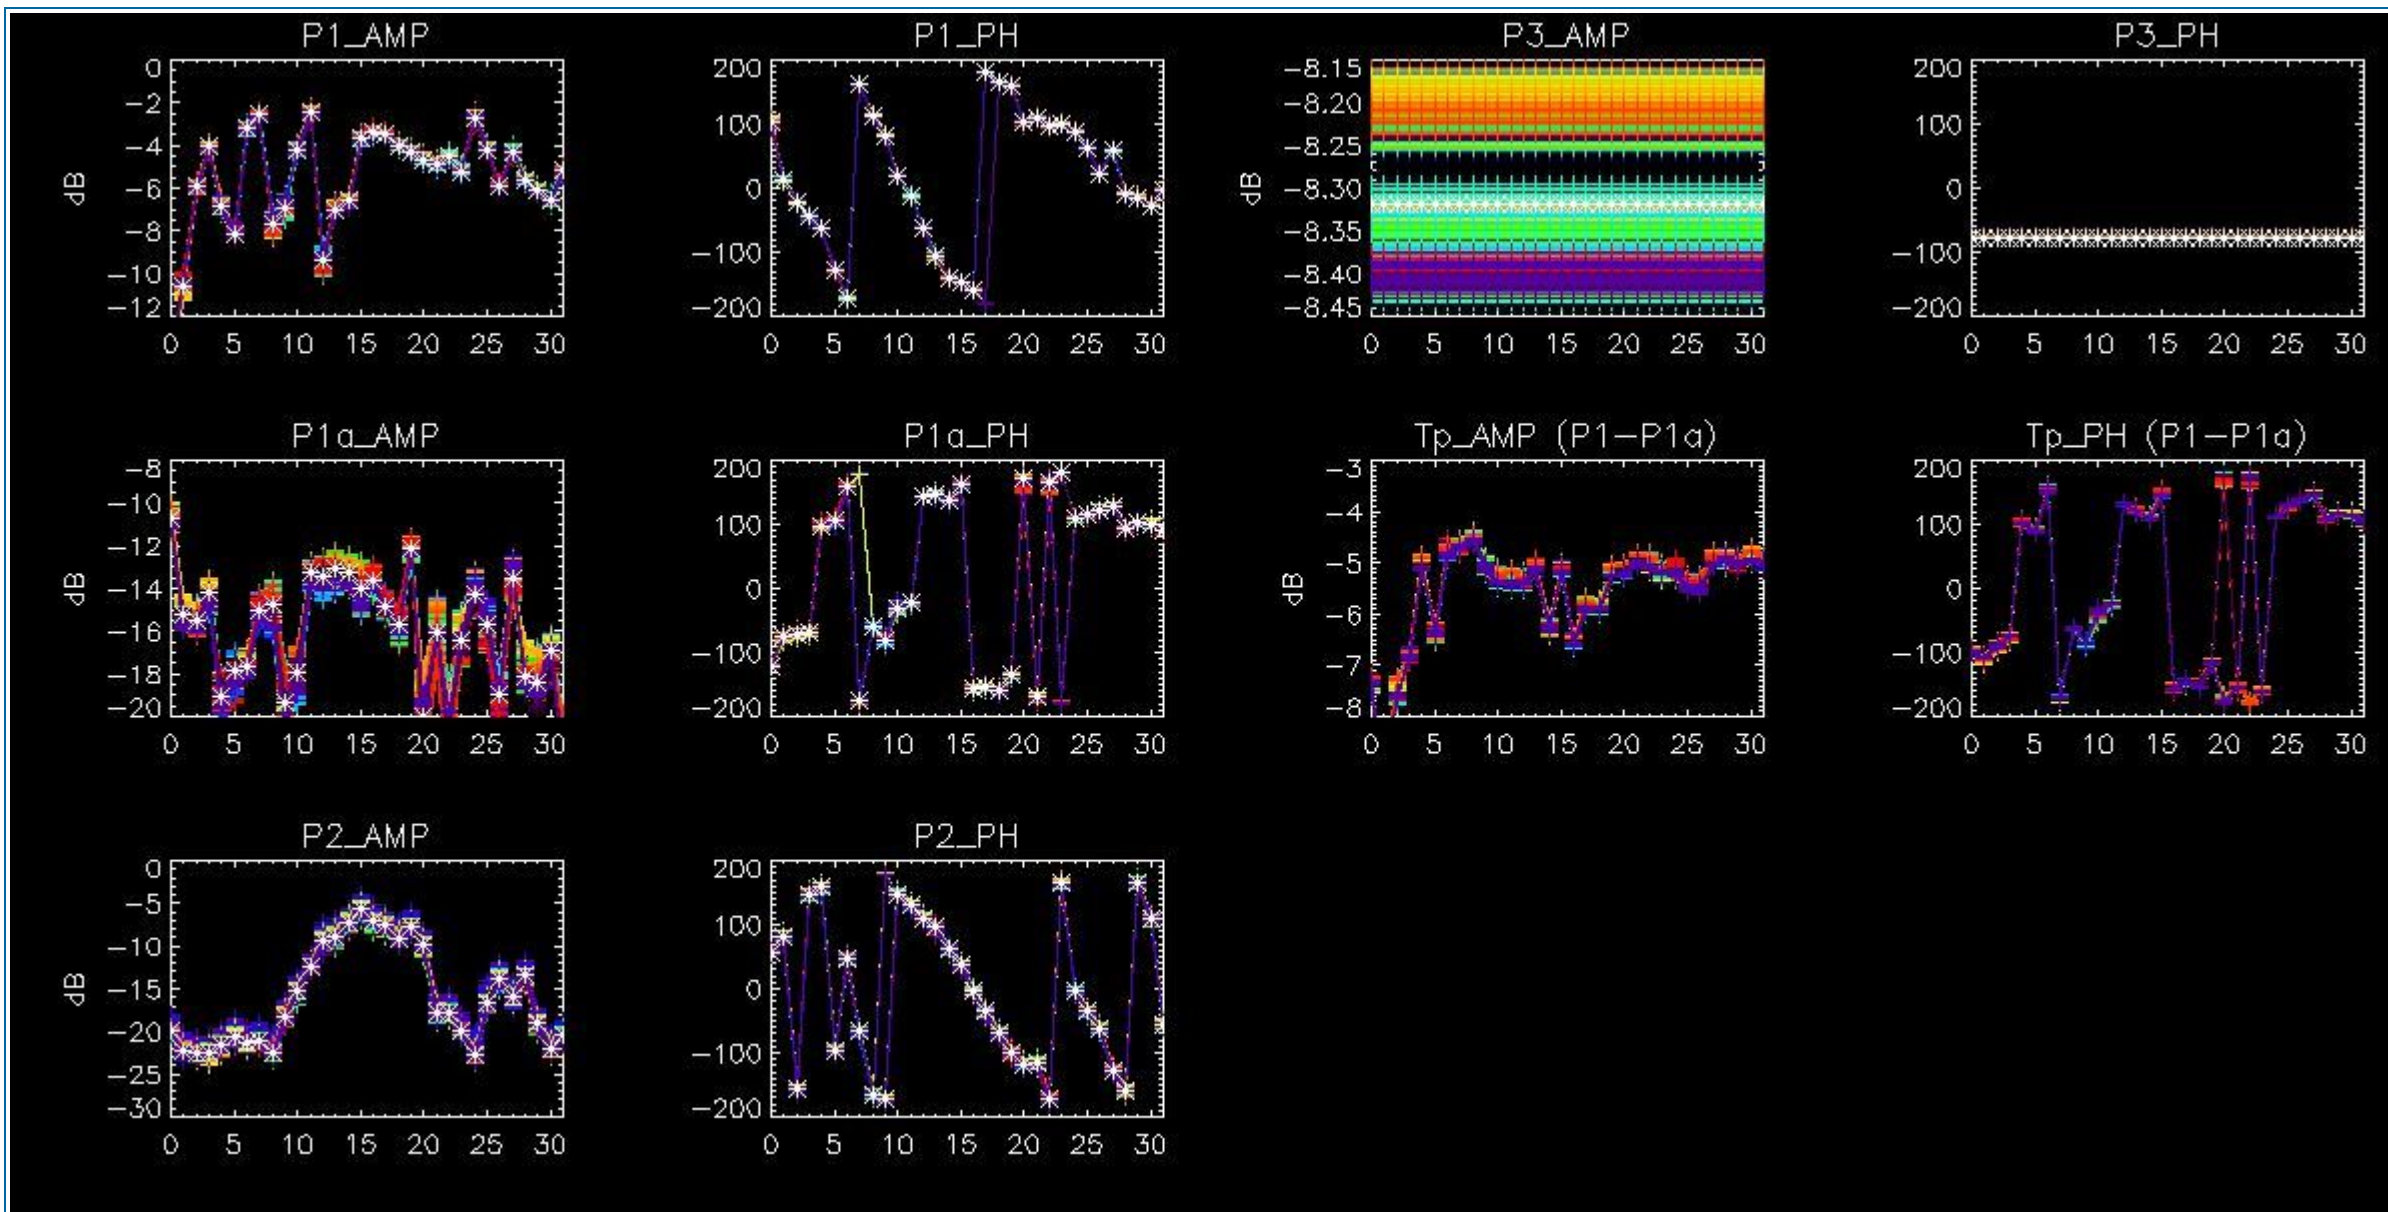 P1_AMP
dB
0
−2
−4
−6
−8
−10
−12
0 5 10 15 20 25 30
P1_PH
200
100
0
−100
−200
0 5 10 15 20 25 30
P3_AMP
dB
−8.15
−8.20
−8.25
−8.30
−8.35
−8.40
−8.45
0 5 10 15 20 25 30
P3_PH
200
100
0
−100
−200
0 5 10 15 20 25 30
P1a_AMP
dB
−8
−10
−12
−14
−16
−18
−20
0 5 10 15 20 25 30
P1a_PH
200
100
0
−100
−200
0 5 10 15 20 25 30
Tp_AMP (P1−P1a)
dB
−3
−4
−5
−6
−7
−8
0 5 10 15 20 25 30
Tp_PH (P1−P1a)
200
100
0
−100
−200
0 5 10 15 20 25 30
P2_AMP
dB
0
−5
−10
−15
−20
−25
−30
0 5 10 15 20 25 30
P2_PH
200
100
0
−100
−200
0 5 10 15 20 25 30